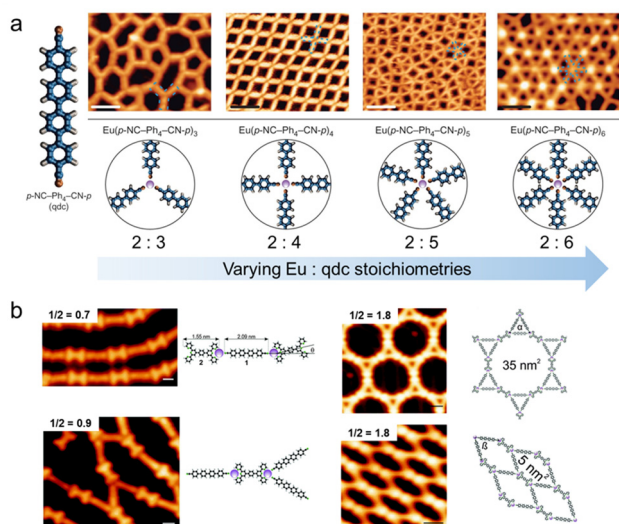 a
Eu(p-NC–Ph4–CN-p)3
Eu(p-NC–Ph4–CN-p)4
Eu(p-NC–Ph4–CN-p)5
Eu(p-NC–Ph4–CN-p)6
p-NC–Ph4–CN-p
(qdc)
2 : 3
2 : 4
2 : 5
2 : 6
Varying Eu : qdc stoichiometries
b
1/2 = 0.7
1.55 nm
2.09 nm
2
1
θ
1/2 = 1.8
α
35 nm²
1/2 = 0.9
1/2 = 1.8
ß
5 nm²